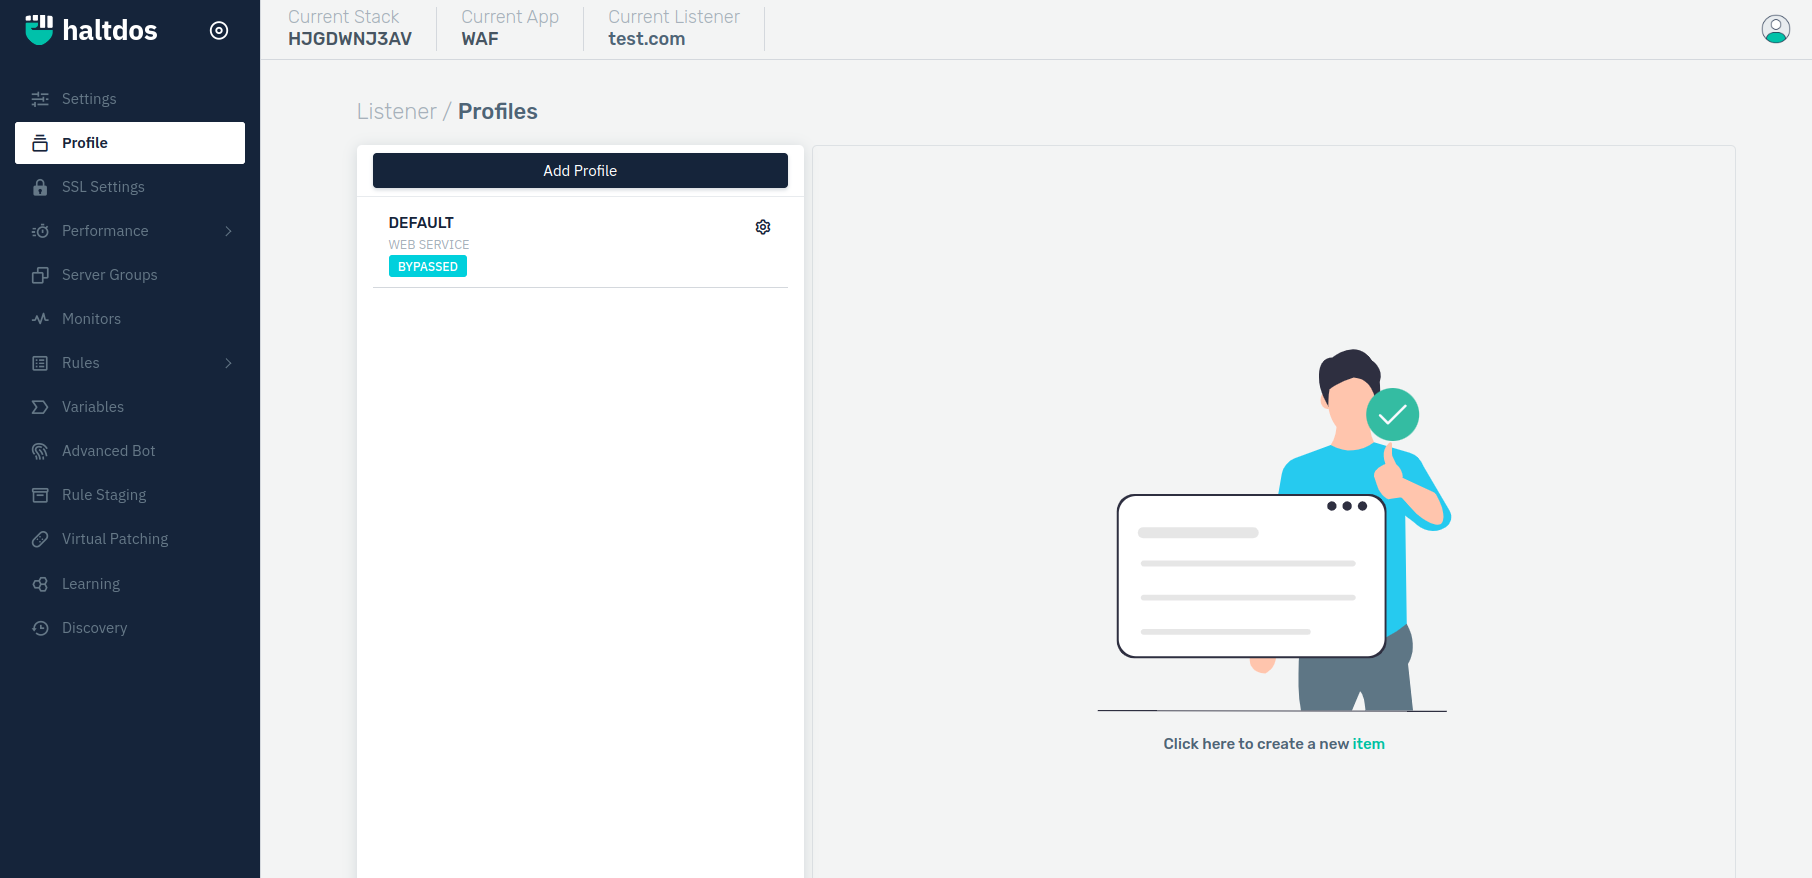 haltdos
Current Stack
HJGDWNJ3AV
Current App
WAF
Current Listener
test.com
Settings
Profile
SSL Settings
Performance
Server Groups
Monitors
Rules
Variables
Advanced Bot
Rule Staging
Virtual Patching
Learning
Discovery
Listener / Profiles
Add Profile
DEFAULT
WEB SERVICE
BYPASSED
Click here to create a new item